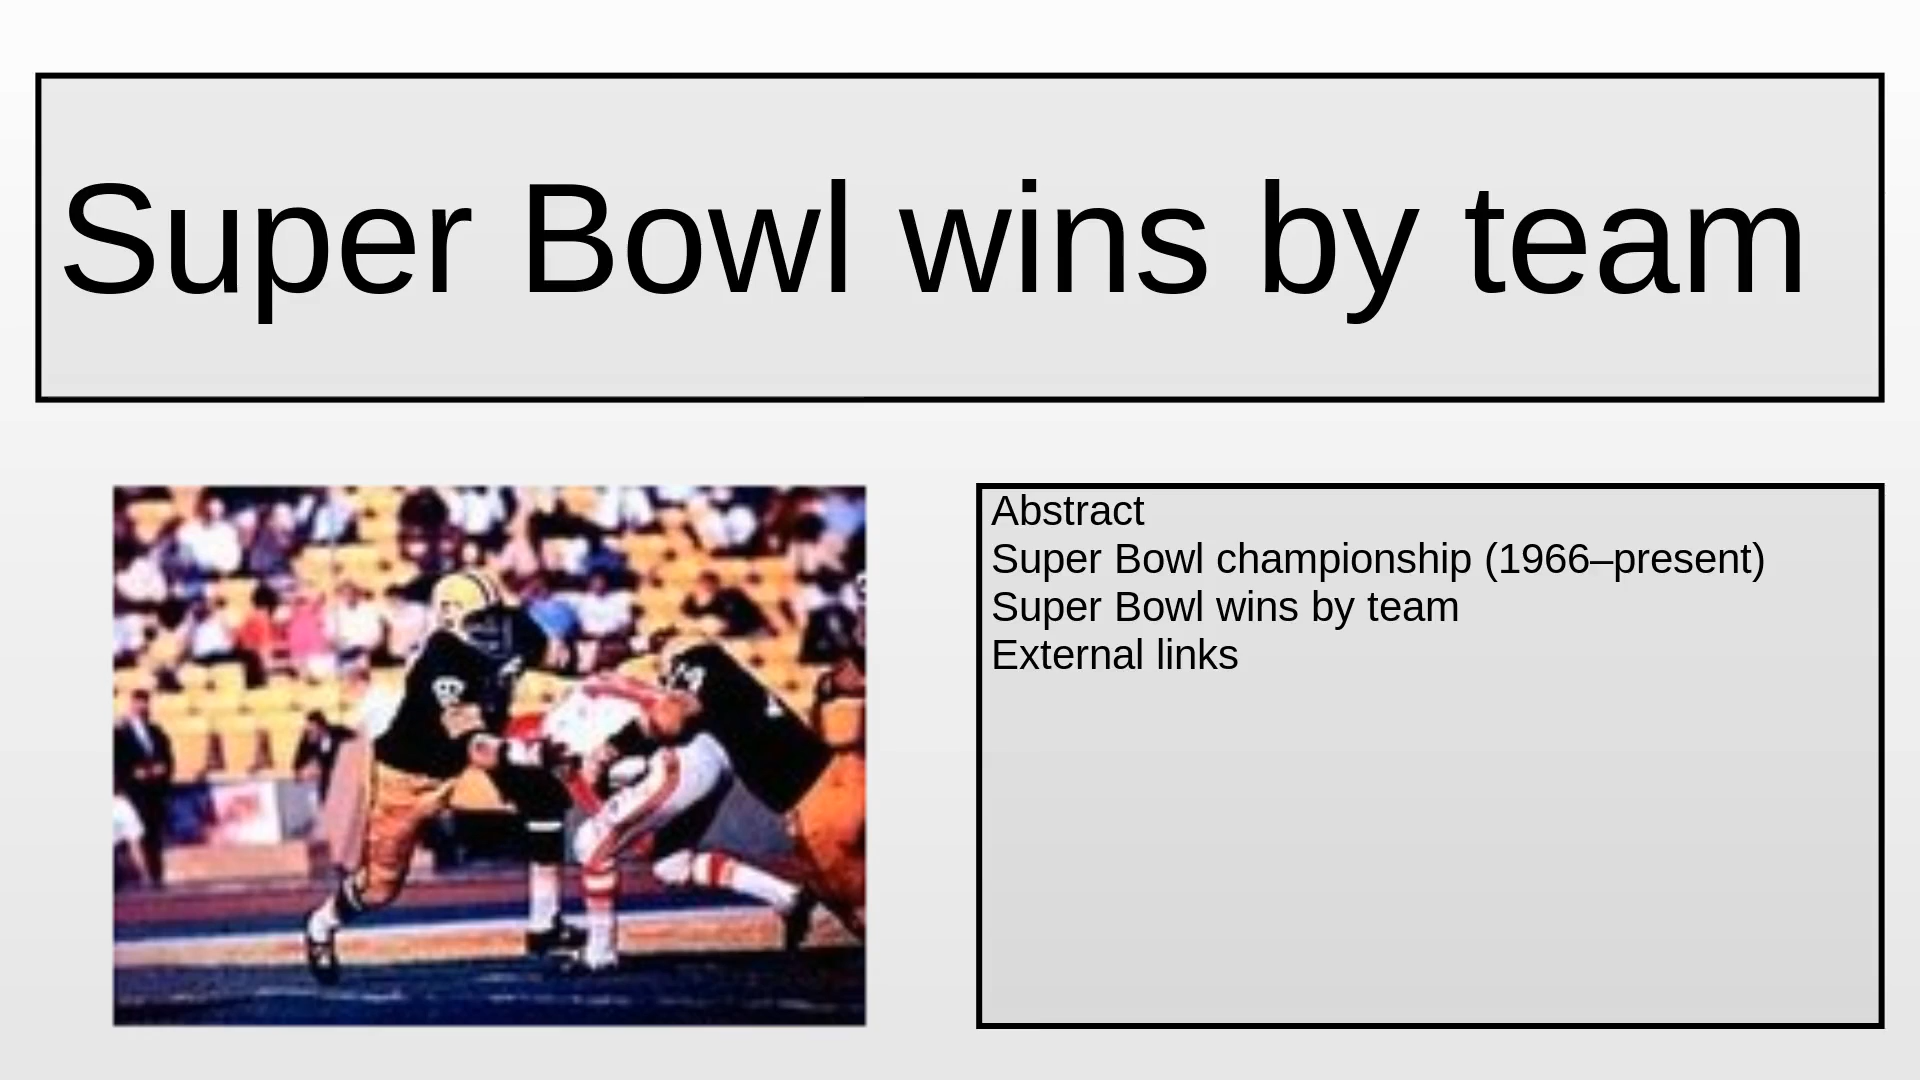 Super Bowl wins by team
Abstract
Super Bowl championship (1966–present)
Super Bowl wins by team
External links